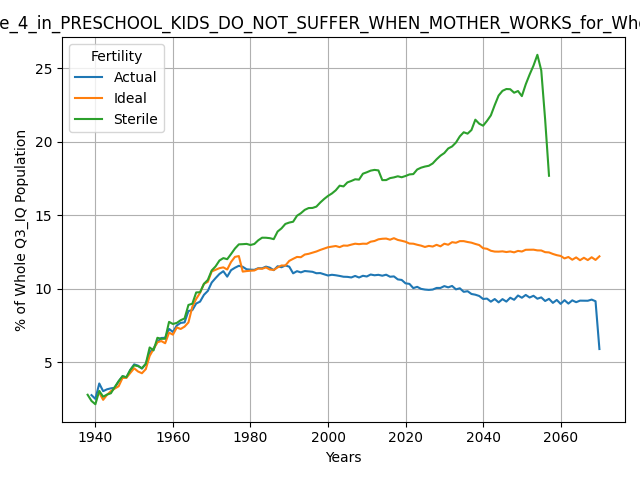 e_4_in_PRESCHOOL_KIDS_DO_NOT_SUFFER_WHEN_MOTHER_WORKS_for_Who
Fertility
Actual
Ideal
Sterile
% of Whole Q3_IQ Population
25
20
15
10
5
1940 1960 1980 2000 2020 2040 2060
Years